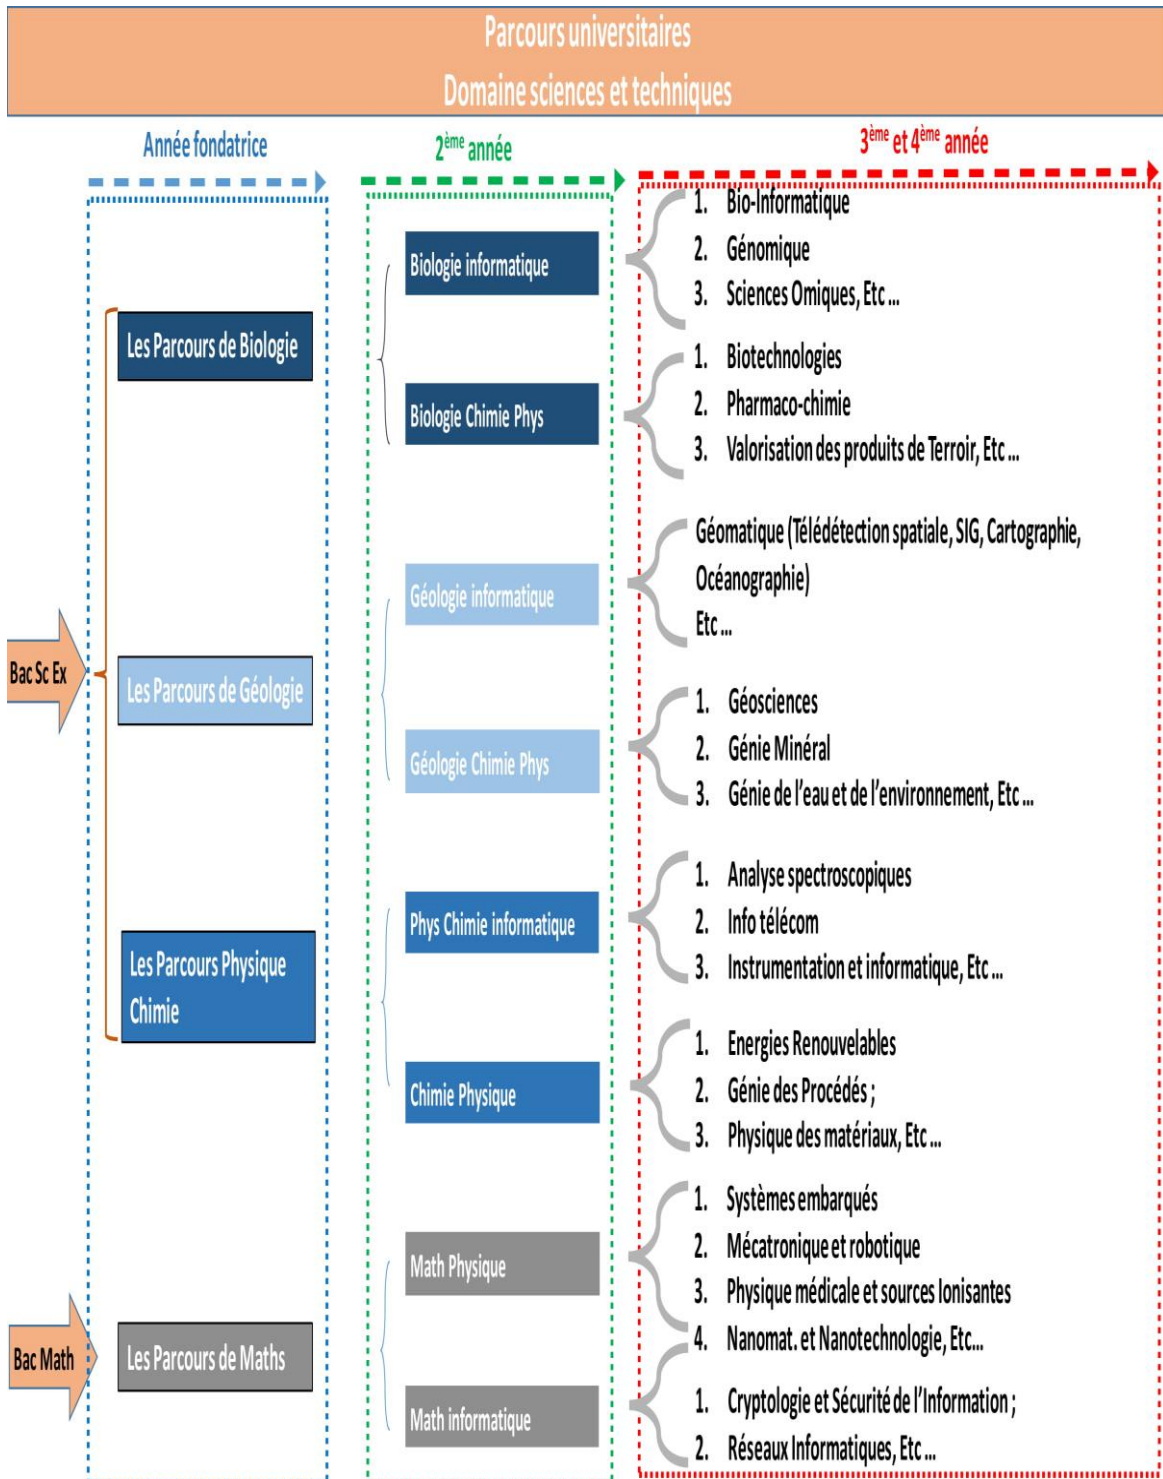 Parcours universitaires
Domaine sciences et techniques
Année fondatrice
2ème année
3ème et 4ème année
Bac Sc Ex
Bac Math
Les Parcours de Biologie
Les Parcours de Géologie
Les Parcours Physique
Chimie
Les Parcours de Maths
Biologie informatique
Biologie Chimie Phys
Géologie informatique
Géologie Chimie Phys
Phys Chimie informatique
Chimie Physique
Math Physique
Math informatique
1. Bio-Informatique
2. Génomique
3. Sciences Omiques, Etc ...
1. Biotechnologies
2. Pharmaco-chimie
3. Valorisation des produits de Terroir, Etc ...
Géomatique (Télédétection spatiale, SIG, Cartographie,
Océanographie)
Etc ...
1. Géosciences
2. Génie Minéral
3. Génie de l'eau et de l'environnement, Etc ...
1. Analyse spectroscopiques
2. Info télécom
3. Instrumentation et informatique, Etc ...
1. Energies Renouvelables
2. Génie des Procédés ;
3. Physique des matériaux, Etc ...
1. Systèmes embarqués
2. Mécatronique et robotique
3. Physique médicale et sources Ionisantes
4. Nanomat. et Nanotechnologie, Etc...
1. Cryptologie et Sécurité de l'Information ;
2. Réseaux Informatiques, Etc ...